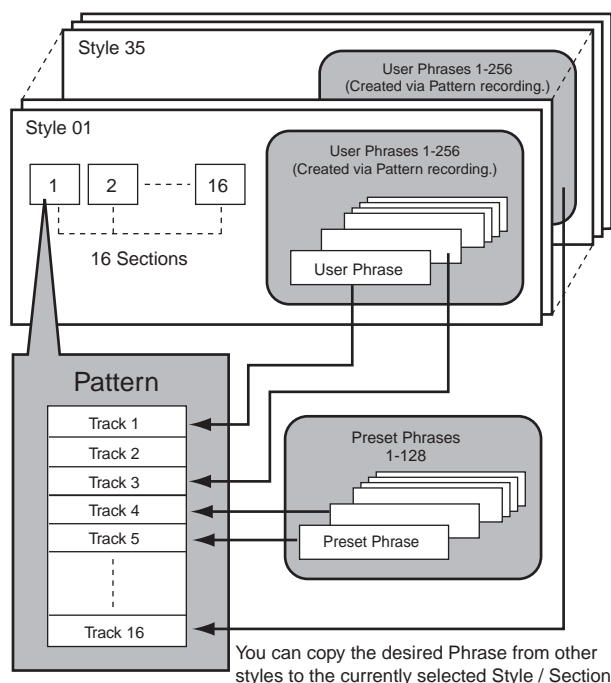 Style 35
User Phrases 1-256
(Created via Pattern recording.)
Style 01
User Phrases 1-256
(Created via Pattern recording.)
1
2
16
16 Sections
User Phrase
Pattern
Track 1
Track 2
Track 3
Track 4
Track 5
Track 16
Preset Phrases
1-128
Preset Phrase
You can copy the desired Phrase from other
styles to the currently selected Style / Section